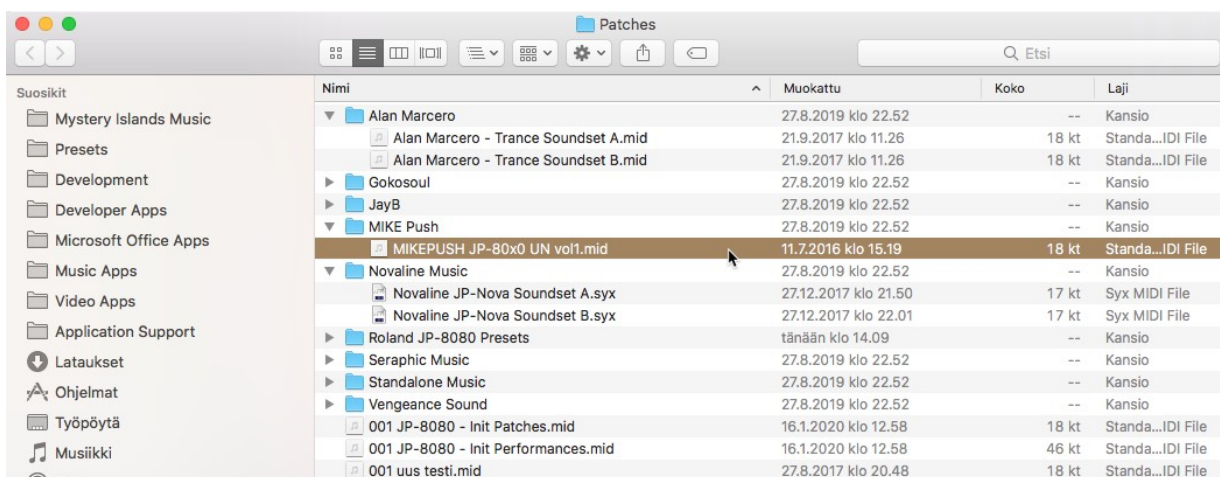 Patches
Etsi
Suosikit
Mystery Islands Music
Presets
Development
Developer Apps
Microsoft Office Apps
Music Apps
Video Apps
Application Support
Lataukset
Ohjelmat
Työpöytä
Musiikki
Nimi Muokattu Koko Laji
Alan Marcero 27.8.2019 klo 22.52 -- Kansio
Alan Marcero - Trance Soundset A.mid 21.9.2017 klo 11.26 18 kt Standa...IDI File
Alan Marcero - Trance Soundset B.mid 21.9.2017 klo 11.26 18 kt Standa...IDI File
Gokosoul 27.8.2019 klo 22.52 -- Kansio
JayB 27.8.2019 klo 22.52 -- Kansio
MIKE Push 27.8.2019 klo 22.52 -- Kansio
MIKEPUSH JP-80x0 UN vol1.mid 11.7.2016 klo 15.19 18 kt Standa...IDI File
Novaline Music 27.8.2019 klo 22.52 -- Kansio
Novaline JP-Nova Soundset A.syx 27.12.2017 klo 21.50 17 kt Syx MIDI File
Novaline JP-Nova Soundset B.syx 27.12.2017 klo 22.01 17 kt Syx MIDI File
Roland JP-8080 Presets tänään klo 14.09 -- Kansio
Seraphic Music 27.8.2019 klo 22.52 -- Kansio
Standalone Music 27.8.2019 klo 22.52 -- Kansio
Vengeance Sound 27.8.2019 klo 22.52 -- Kansio
001 JP-8080 - Init Patches.mid 16.1.2020 klo 12.58 18 kt Standa...IDI File
001 JP-8080 - Init Performances.mid 16.1.2020 klo 12.58 46 kt Standa...IDI File
001 uus testi.mid 27.8.2017 klo 20.48 18 kt Standa...IDI File